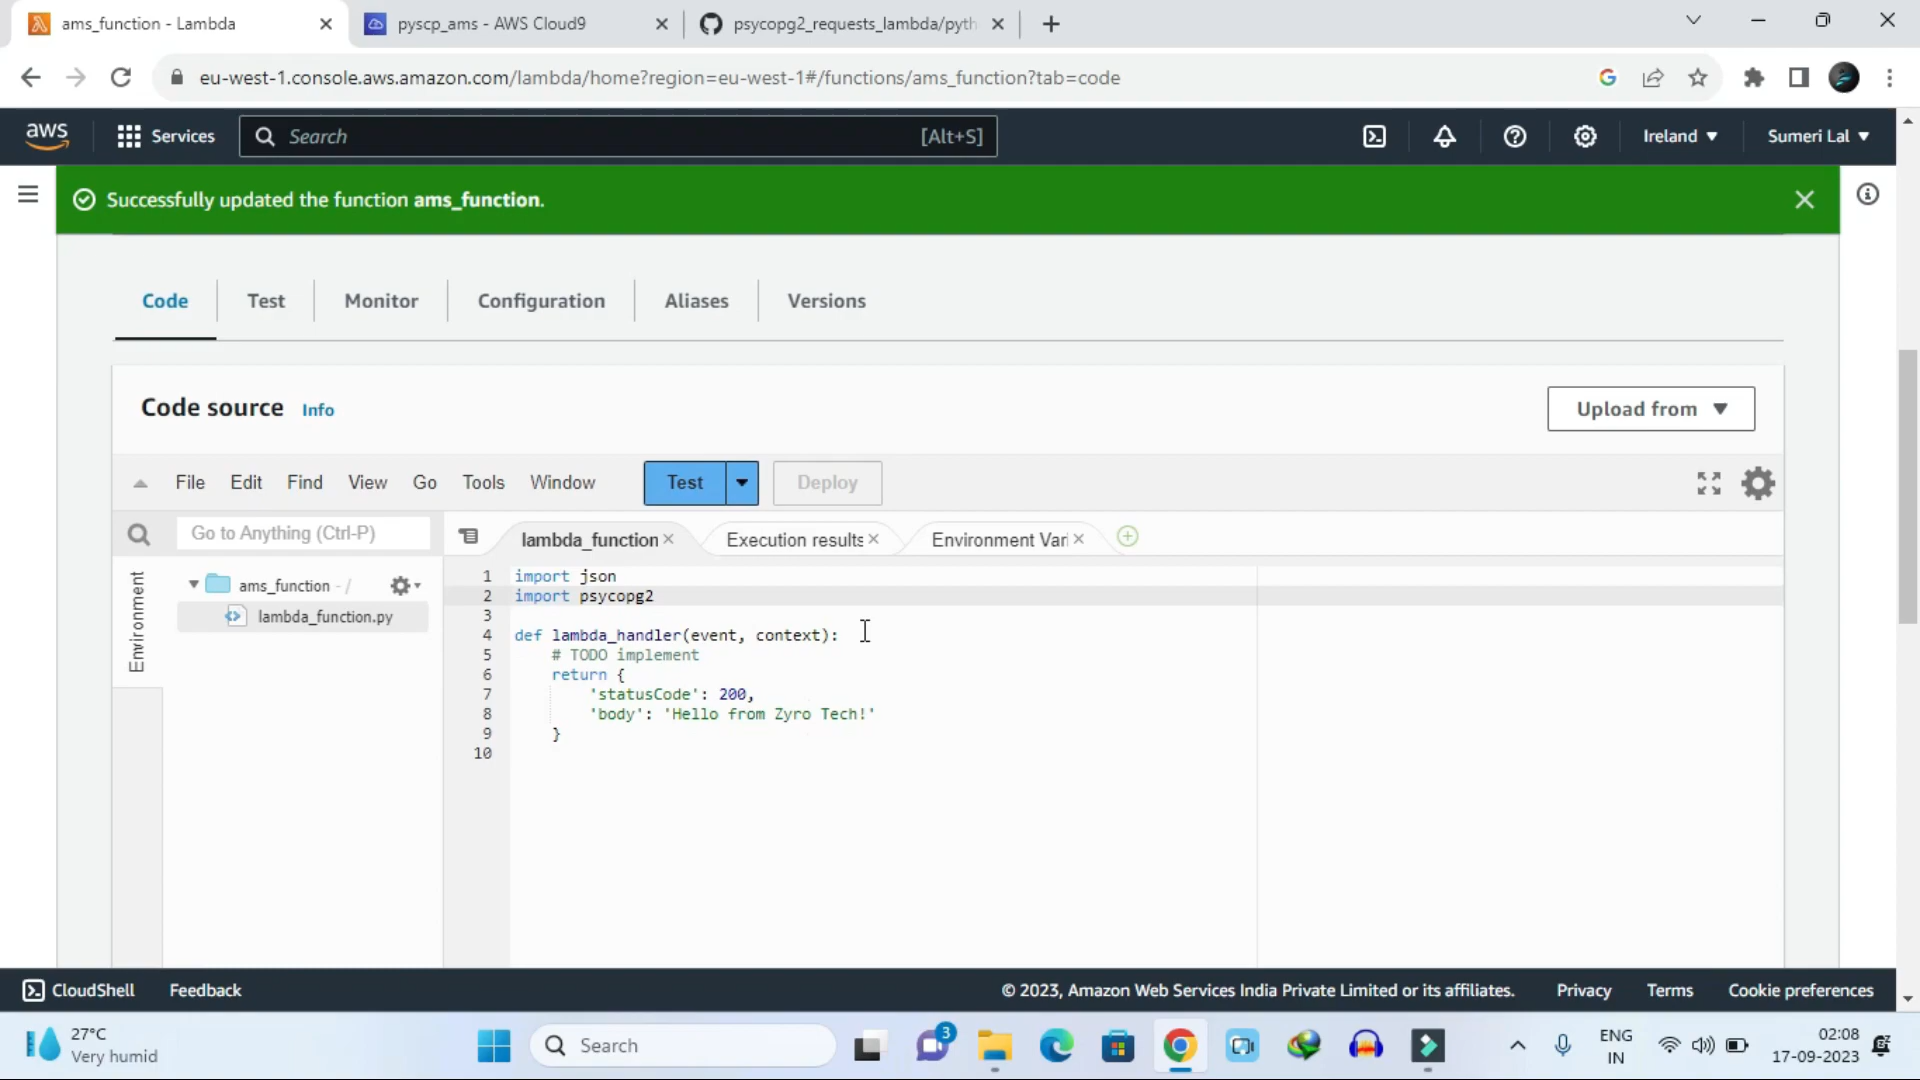 ams_function - Lambda
pyscp_ams - AWS Cloud9
psycopg2_requests_lambda/pyth
eu-west-1.console.aws.amazon.com/lambda/home?region=eu-west-1#/functions/ams_function?tab=code
aws
Services
Search
[Alt+S]
Ireland
Sumeri Lal
Successfully updated the function ams_function.
Code
Test
Monitor
Configuration
Aliases
Versions
Code source
Info
Upload from
File
Edit
Find
View
Go
Tools
Window
Test
Deploy
Go to Anything (Ctrl-P)
lambda_function
Execution results
Environment Var
Environment
ams_function - /
lambda_function.py
1 import json
2 import psycopg2
3
4 def lambda_handler(event, context):
5 # TODO implement
6 return {
7 'statusCode': 200,
8 'body': 'Hello from Zyro Tech!'
9 }
10
CloudShell
Feedback
© 2023, Amazon Web Services India Private Limited or its affiliates.
Privacy
Terms
Cookie preferences
27°C
Very humid
Search
3
ENG
IN
02:08
17-09-2023